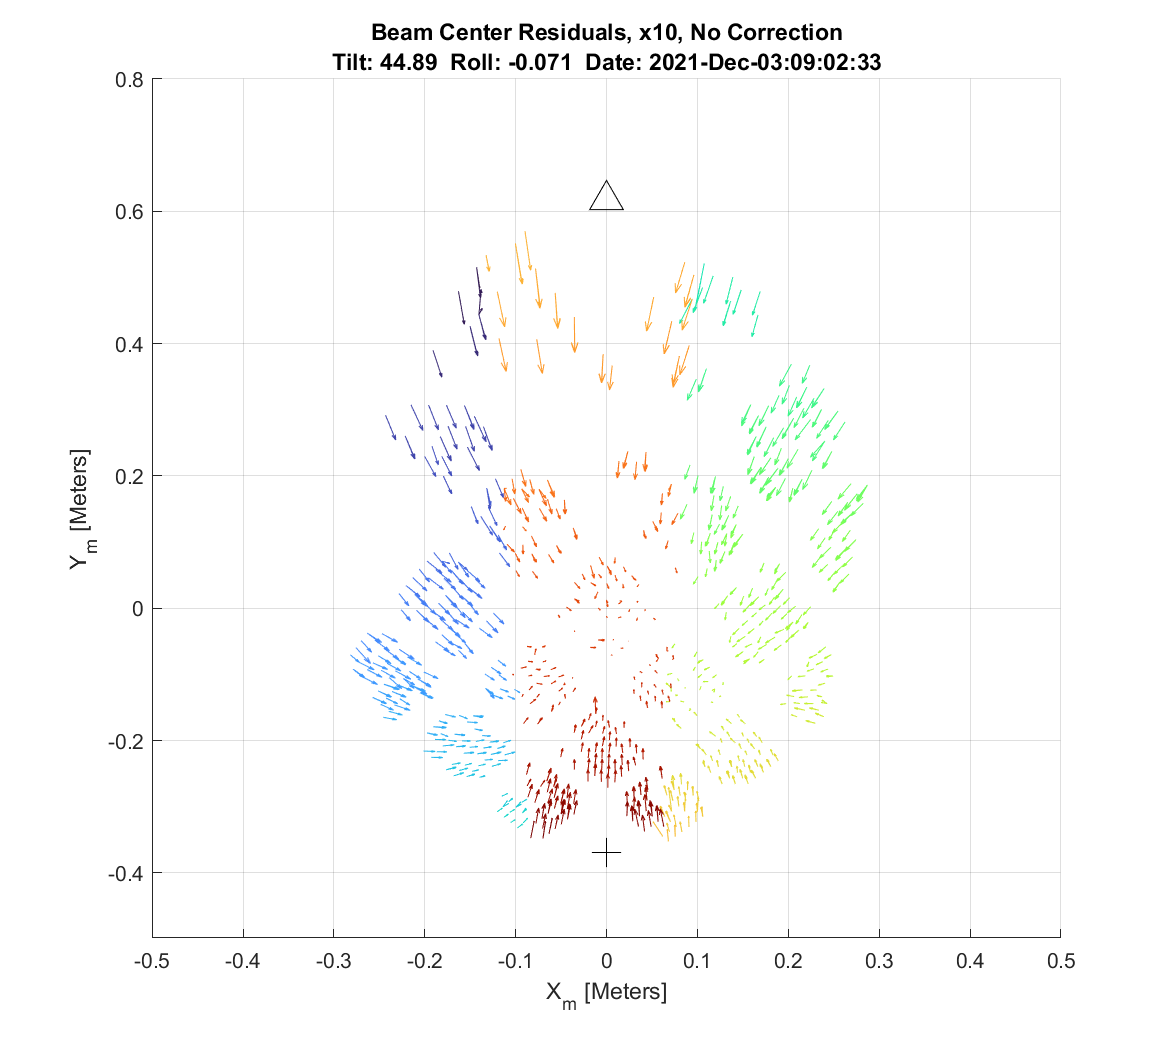 Beam Center Residuals, x10, No Correction
Tilt: 44.89 Roll: -0.071 Date: 2021-Dec-03:09:02:33
0.8
0.6
0.4
0.2
0
-0.2
-0.4
Y_m [Meters]
-0.5 -0.4 -0.3 -0.2 -0.1 0 0.1 0.2 0.3 0.4 0.5
X_m [Meters]